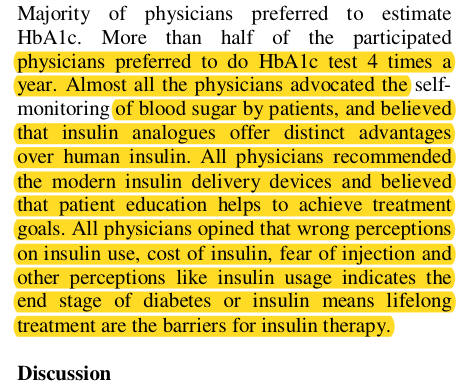 Majority of physicians preferred to estimate
HbA1c. More than half of the participated
physicians preferred to do HbA1c test 4 times a
year. Almost all the physicians advocated the self-
monitoring of blood sugar by patients, and believed
that insulin analogues offer distinct advantages
over human insulin. All physicians recommended
the modern insulin delivery devices and believed
that patient education helps to achieve treatment
goals. All physicians opined that wrong perceptions
on insulin use, cost of insulin, fear of injection and
other perceptions like insulin usage indicates the
end stage of diabetes or insulin means lifelong
treatment are the barriers for insulin therapy.
Discussion